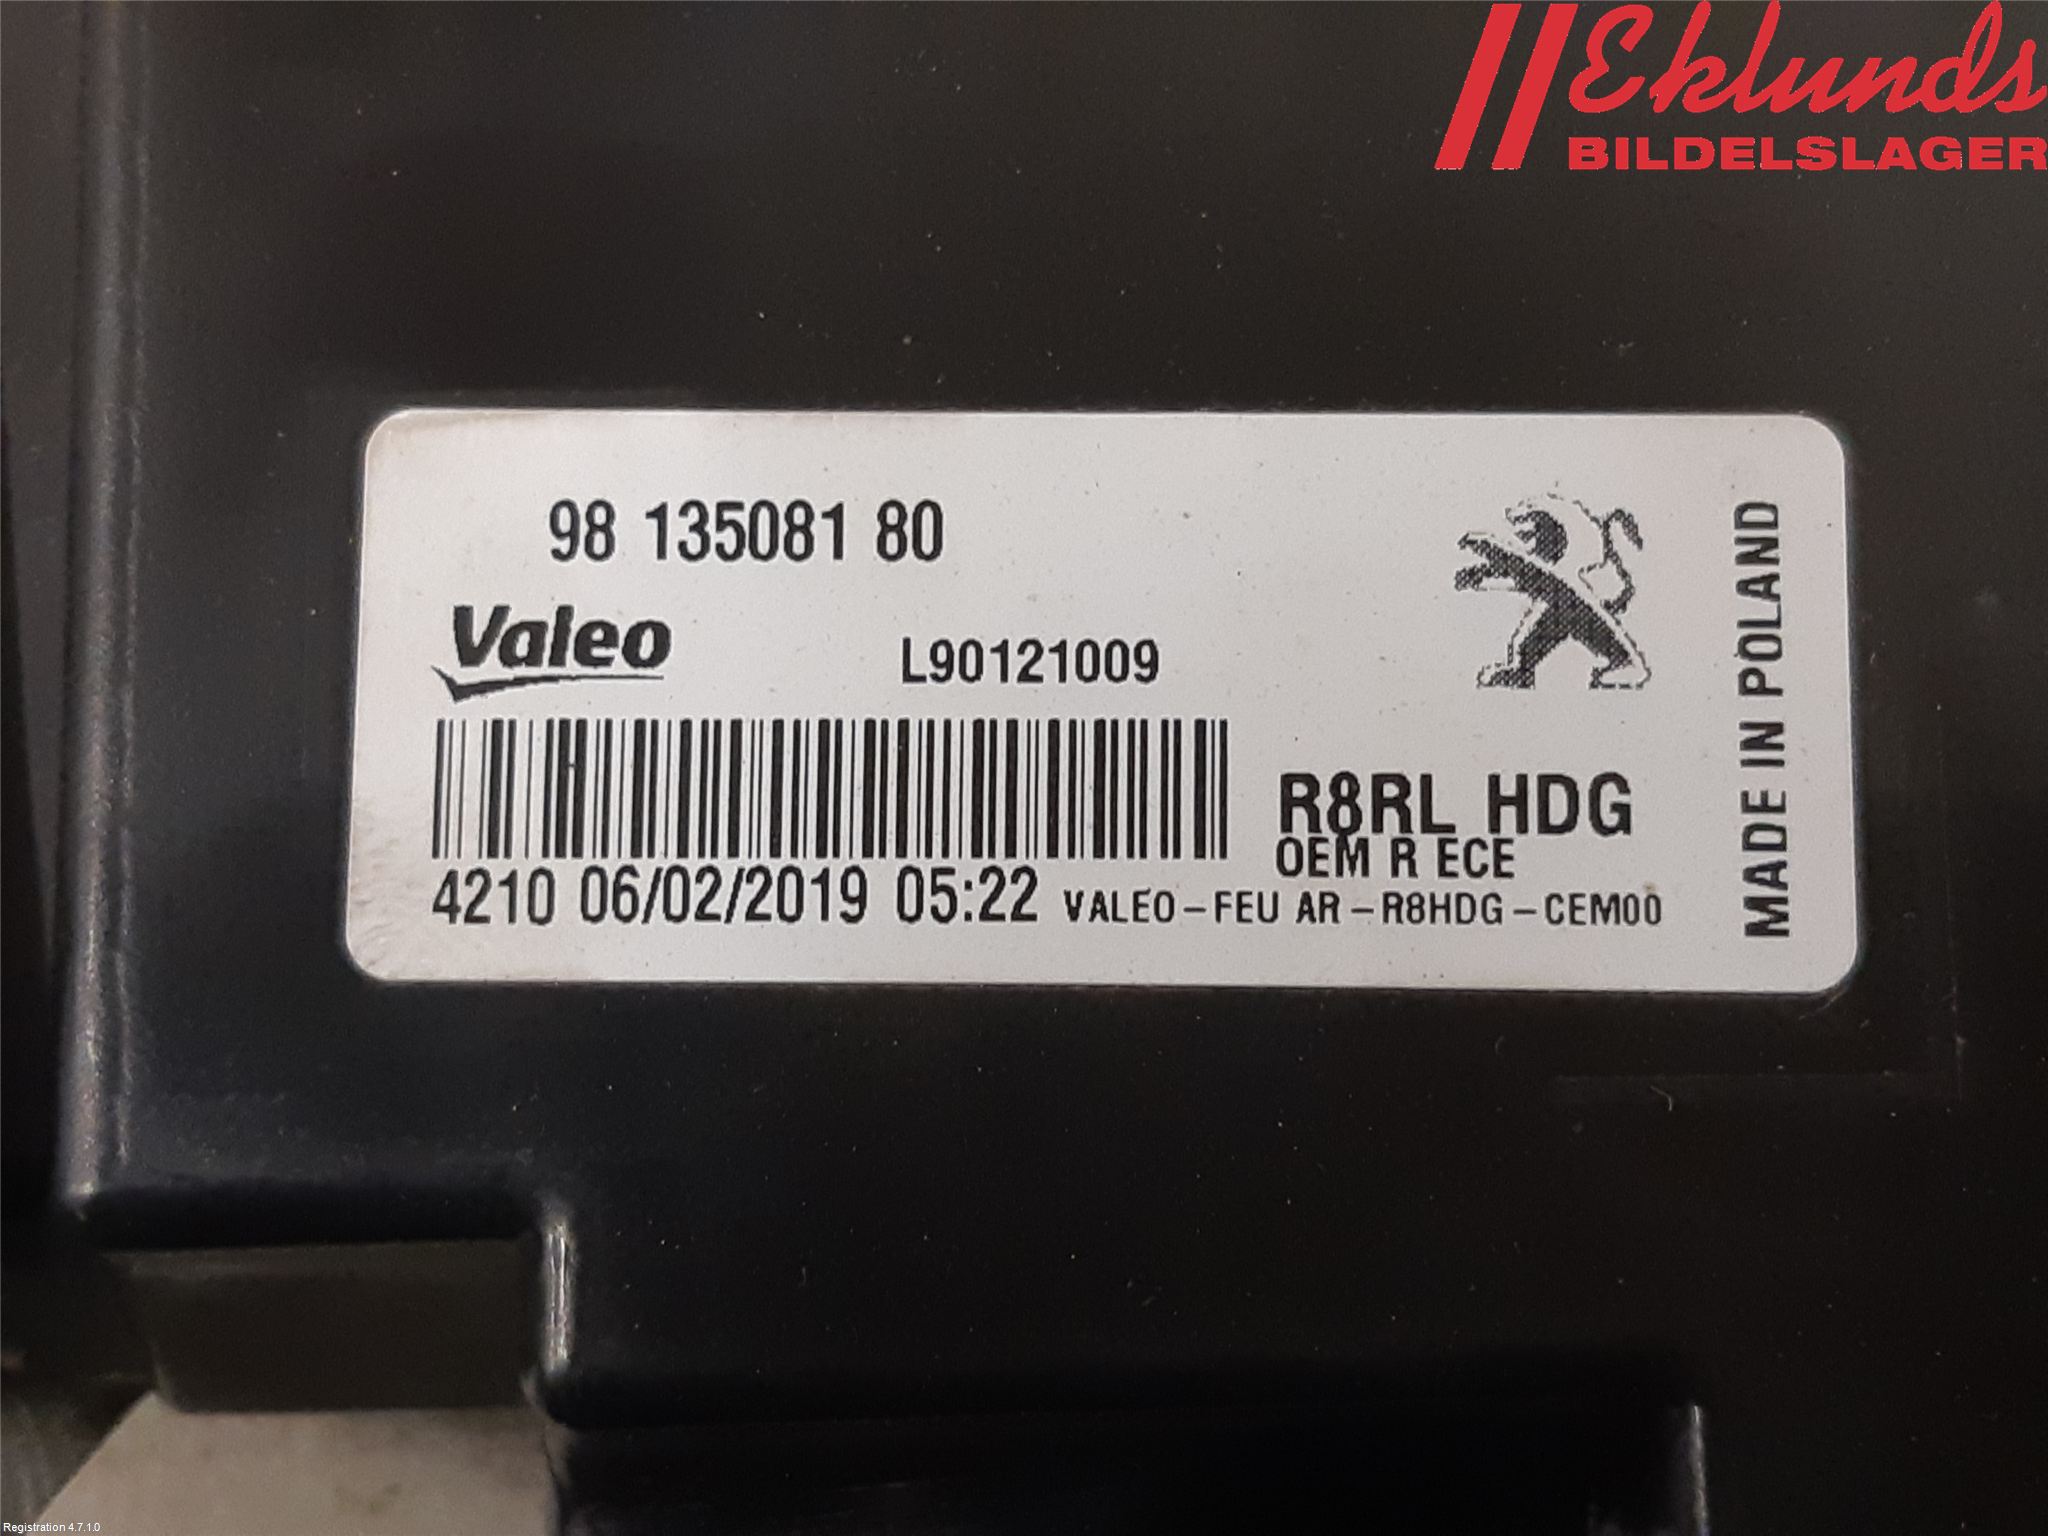 Eklunds
BILDELSLAGER
98 135081 80
Valeo
L90121009
MADE IN POLAND
R8RL HDG
OEM R ECE
4210 06/02/2019 05:22 VALEO-FEU AR-R8HDG-CEM00
Registration 4.7.1.0